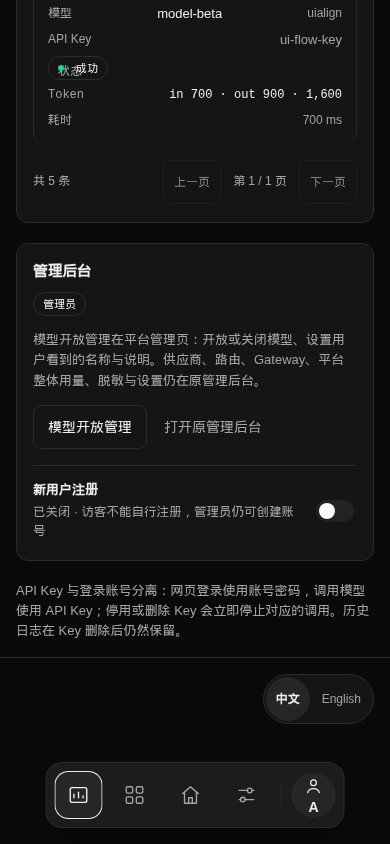 模型 model-beta uialign
API Key ui-flow-key
状态 成功
Token in 700 · out 900 · 1,600
耗时 700 ms
共 5 条 上一页 第 1 / 1 页 下一页
管理后台
管理员
模型开放管理在平台管理页：开放或关闭模型、设置用
户看到的名称与说明。供应商、路由、Gateway、平台
整体用量、脱敏与设置仍在原管理后台。
模型开放管理 打开原管理后台
新用户注册
已关闭 · 访客不能自行注册，管理员仍可创建账
号
API Key 与登录账号分离：网页登录使用账号密码，调用模型
使用 API Key；停用或删除 Key 会立即停止对应的调用。历史
日志在 Key 删除后仍然保留。
中文 English
A